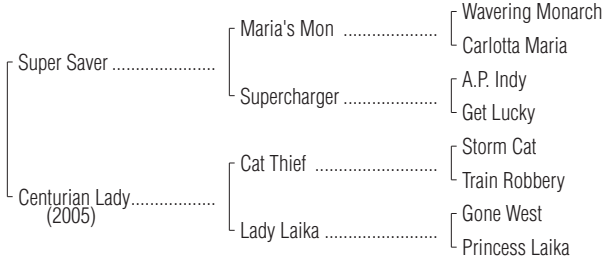 Wavering Monarch
Maria's Mon ....................
Carlotta Maria
Super Saver ......................
A.P. Indy
Supercharger ....................
Get Lucky
Storm Cat
Cat Thief ..........................
Train Robbery
Centurian Lady..................
(2005)
Gone West
Lady Laika ........................
Princess Laika